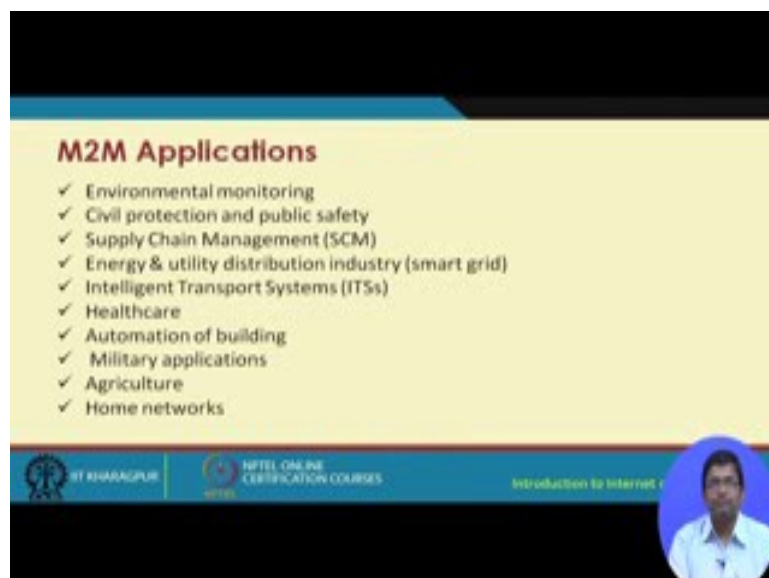 M2M Applications
✓ Environmental monitoring
✓ Civil protection and public safety
✓ Supply Chain Management (SCM)
✓ Energy & utility distribution industry (smart grid)
✓ Intelligent Transport Systems (ITSs)
✓ Healthcare
✓ Automation of building
✓ Military applications
✓ Agriculture
✓ Home networks
IIT KHARAGPUR
NPTEL
NPTEL ONLINE
CERTIFICATION COURSES
Introduction to Internet